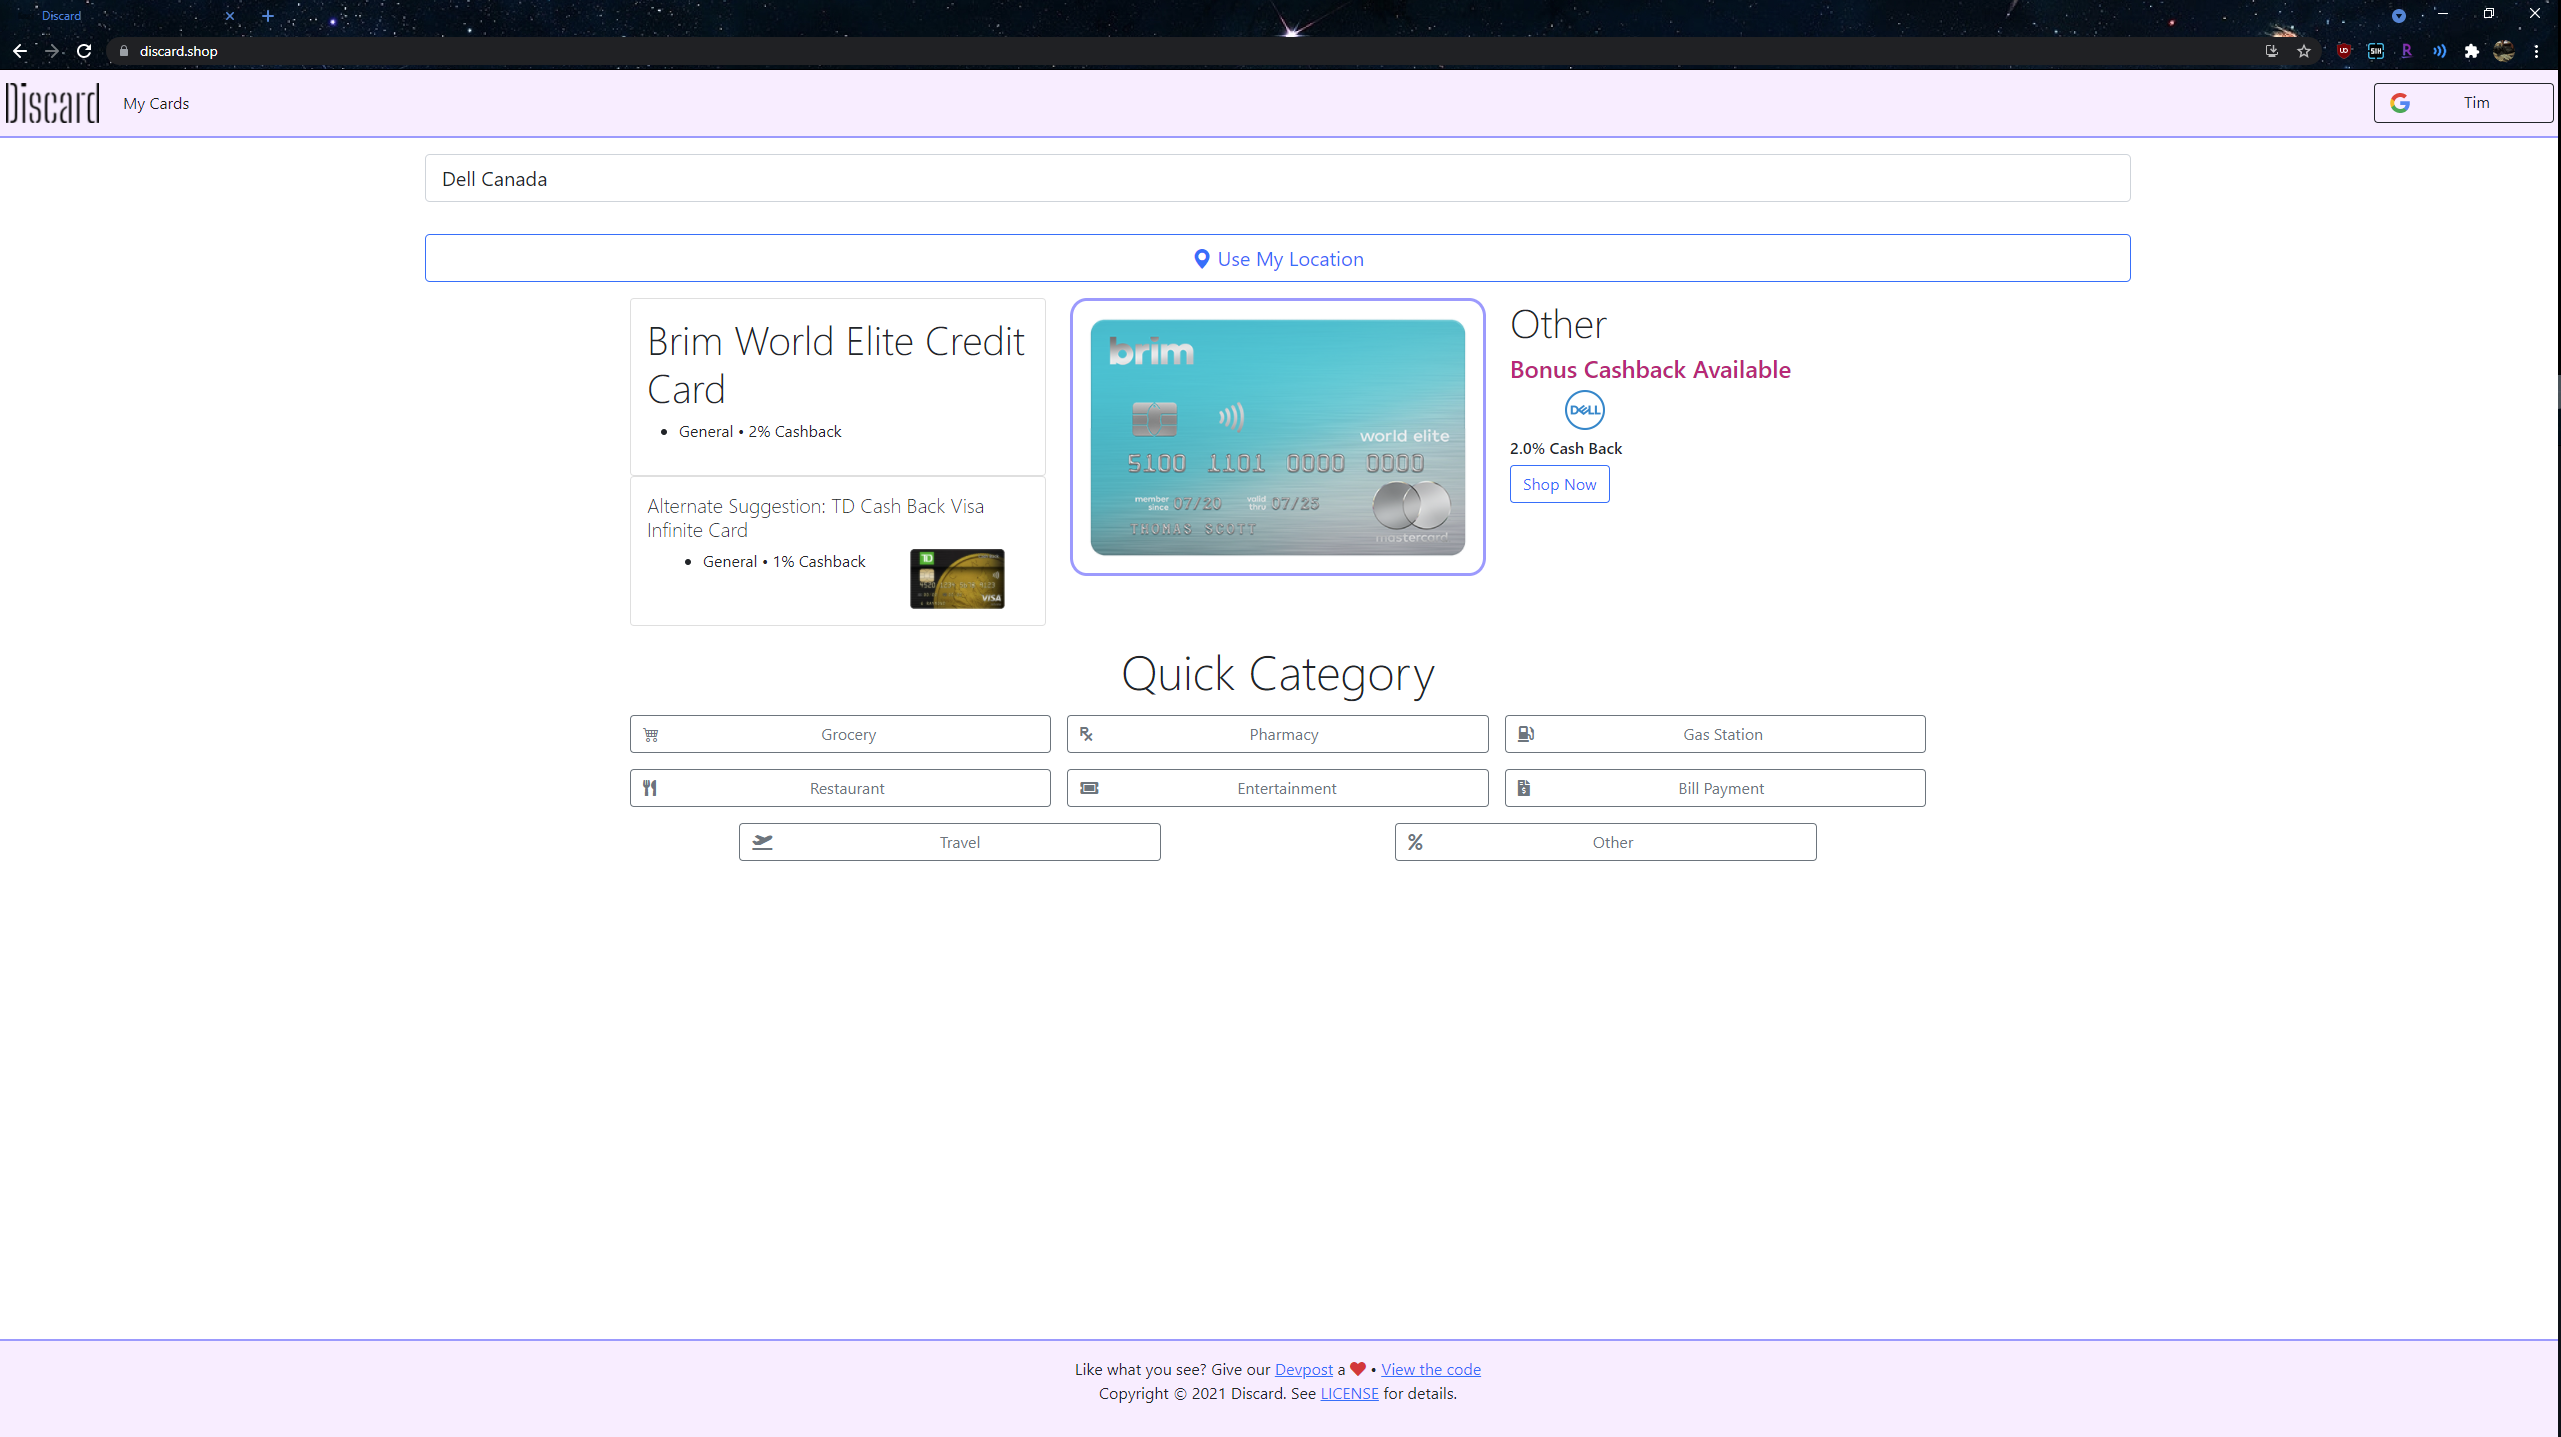 Discard
discard.shop
Discard
My Cards
Tim
Dell Canada
Use My Location
Brim World Elite Credit
Card
• General • 2% Cashback
Alternate Suggestion: TD Cash Back Visa
Infinite Card
• General • 1% Cashback
TD
VISA
brim
world elite
5100 1101 0000 0000
member since 07/20 valid thru 07/25
THOMAS SCOTT
mastercard
Other
Bonus Cashback Available
DELL
2.0% Cash Back
Shop Now
Quick Category
Grocery
Pharmacy
Gas Station
Restaurant
Entertainment
Bill Payment
Travel
Other
Like what you see? Give our Devpost a ❤ • View the code
Copyright © 2021 Discard. See LICENSE for details.